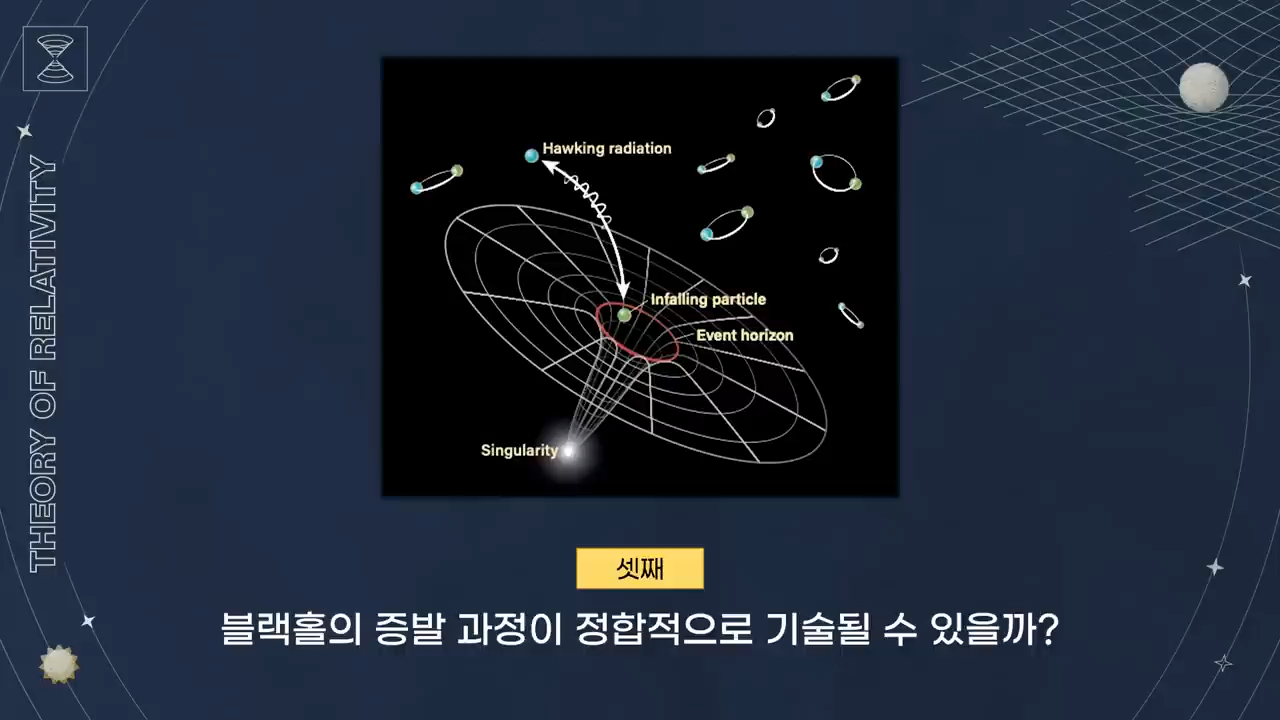 THEORY OF RELATIVITY
Hawking radiation
Infalling particle
Event horizon
Singularity
셋째
블랙홀의 증발 과정이 정합적으로 기술될 수 있을까?